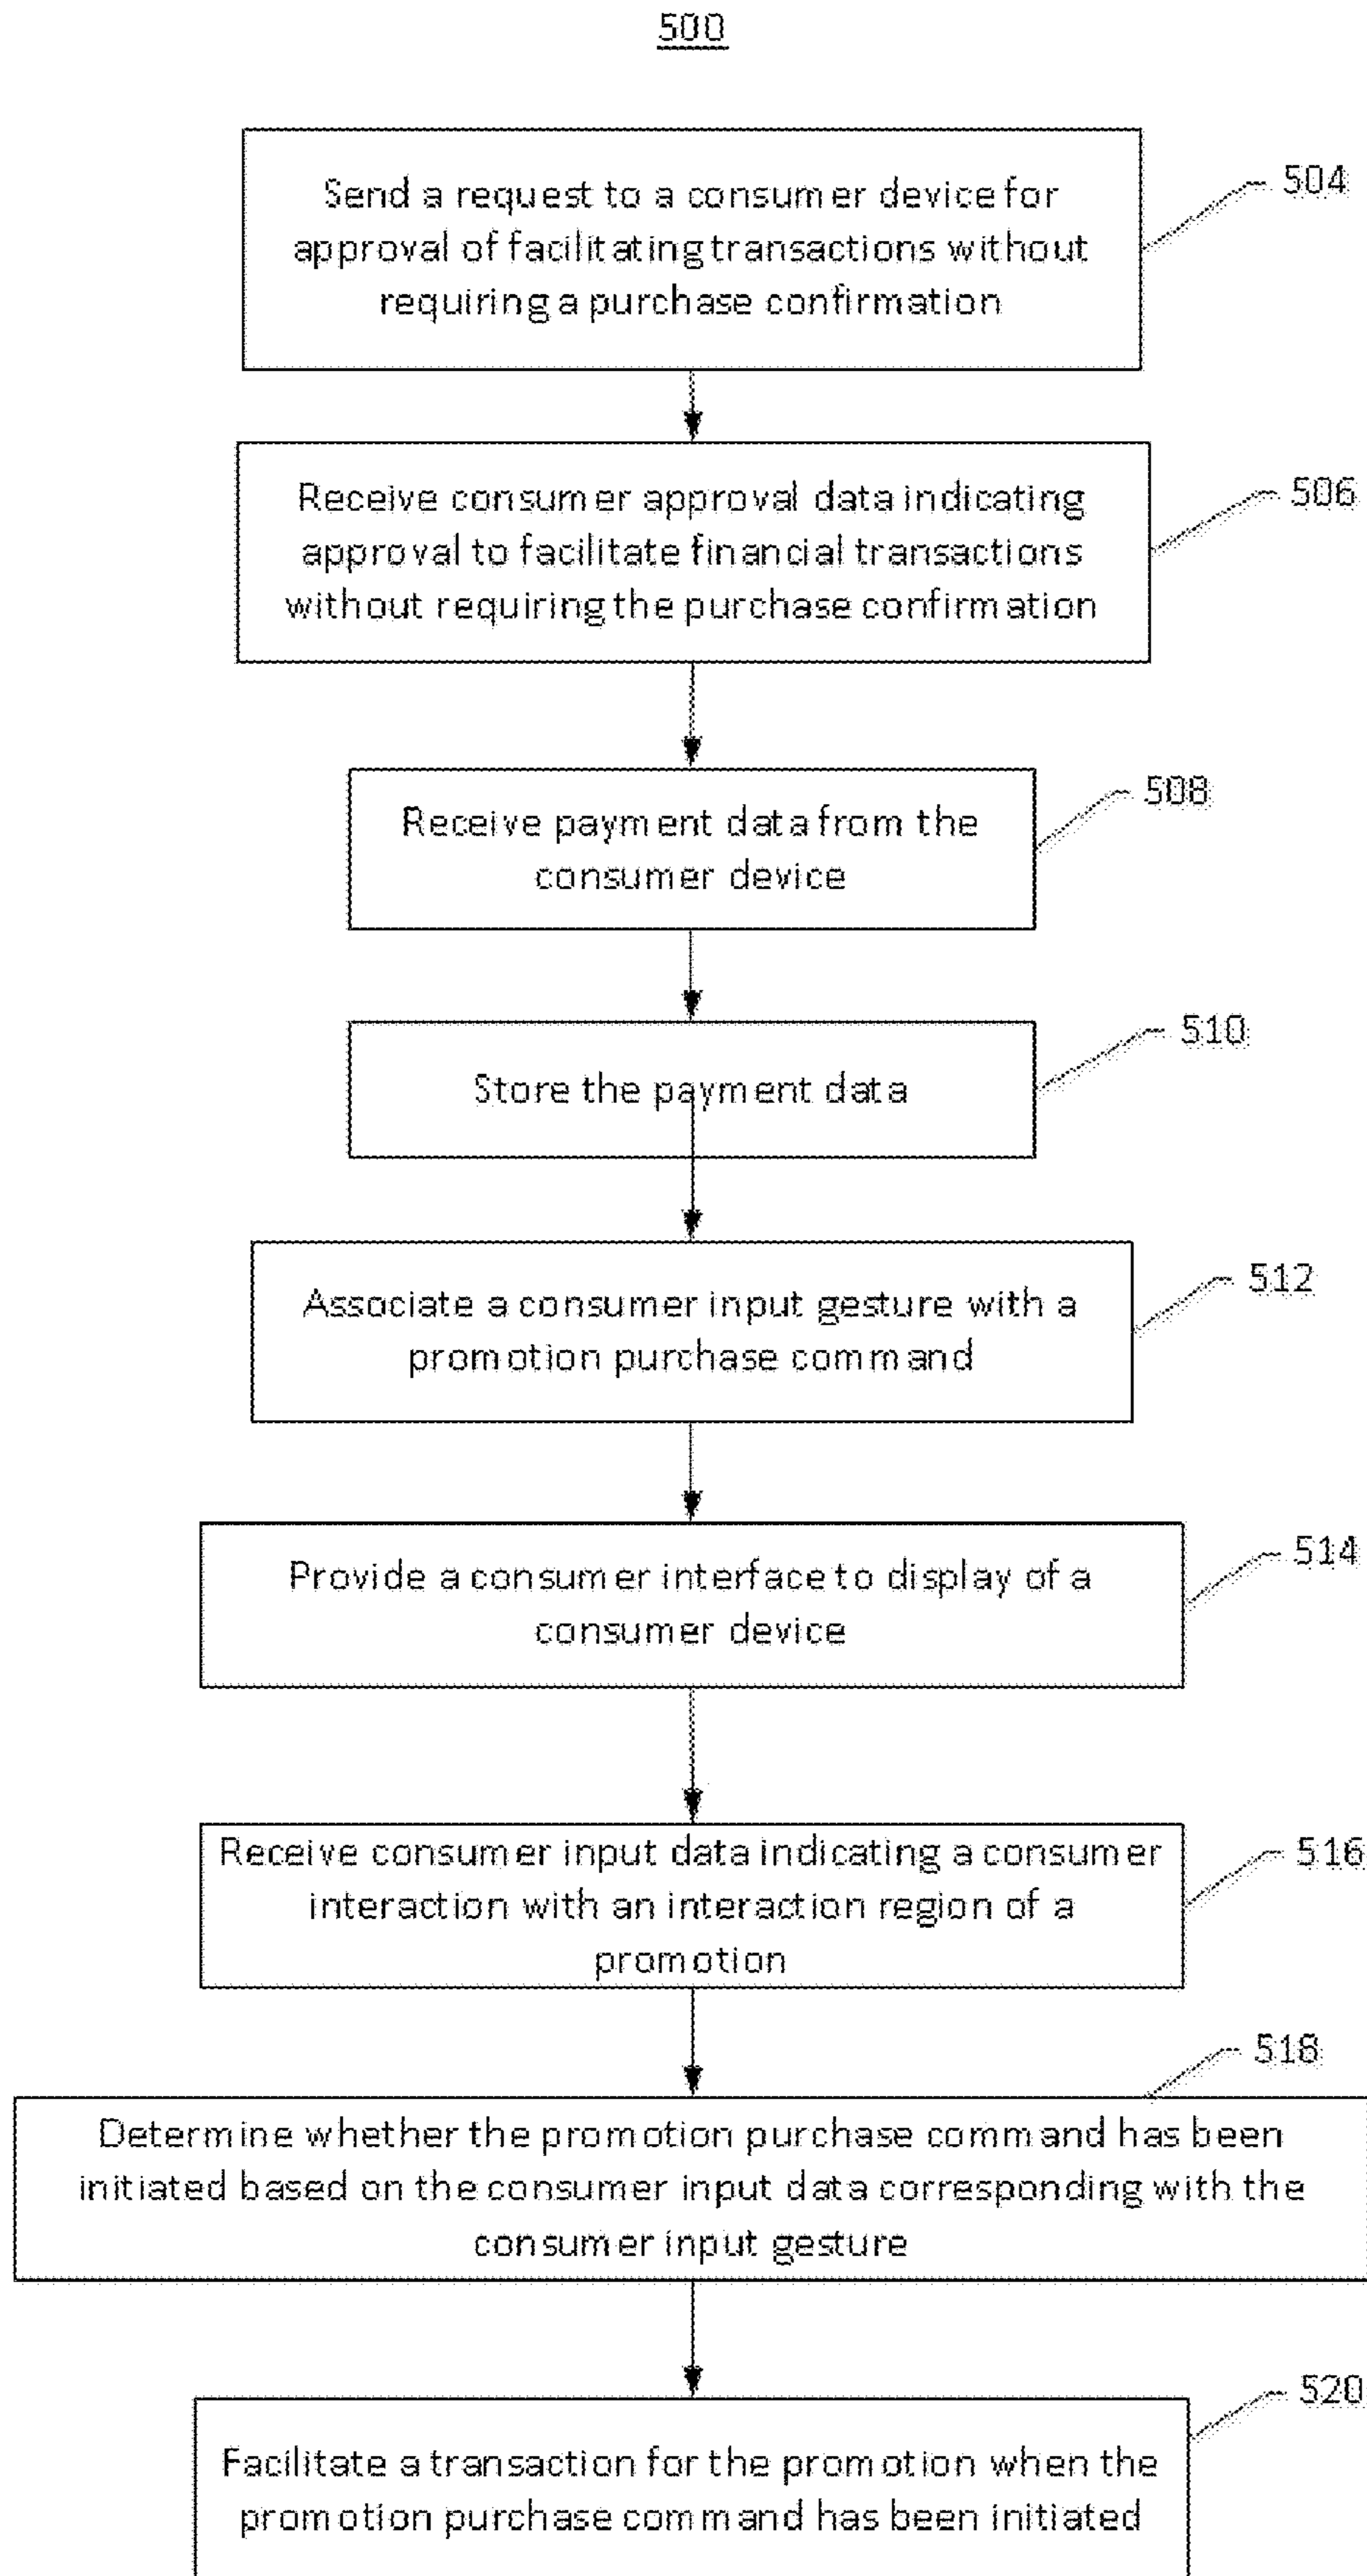 500
Send a request to a consumer device for
approval of facilitating transactions without
requiring a purchase confirmation
504
Receive consumer approval data indicating
approval to facilitate financial transactions
without requiring the purchase confirmation
506
Receive payment data from the
consumer device
508
Store the payment data
510
Associate a consumer input gesture with a
promotion purchase command
512
Provide a consumer interface to display of a
consumer device
514
Receive consumer input data indicating a consumer
interaction with an interaction region of a
promotion
516
518
Determine whether the promotion purchase command has been
initiated based on the consumer input data corresponding with the
consumer input gesture
520
Facilitate a transaction for the promotion when the
promotion purchase command has been initiated